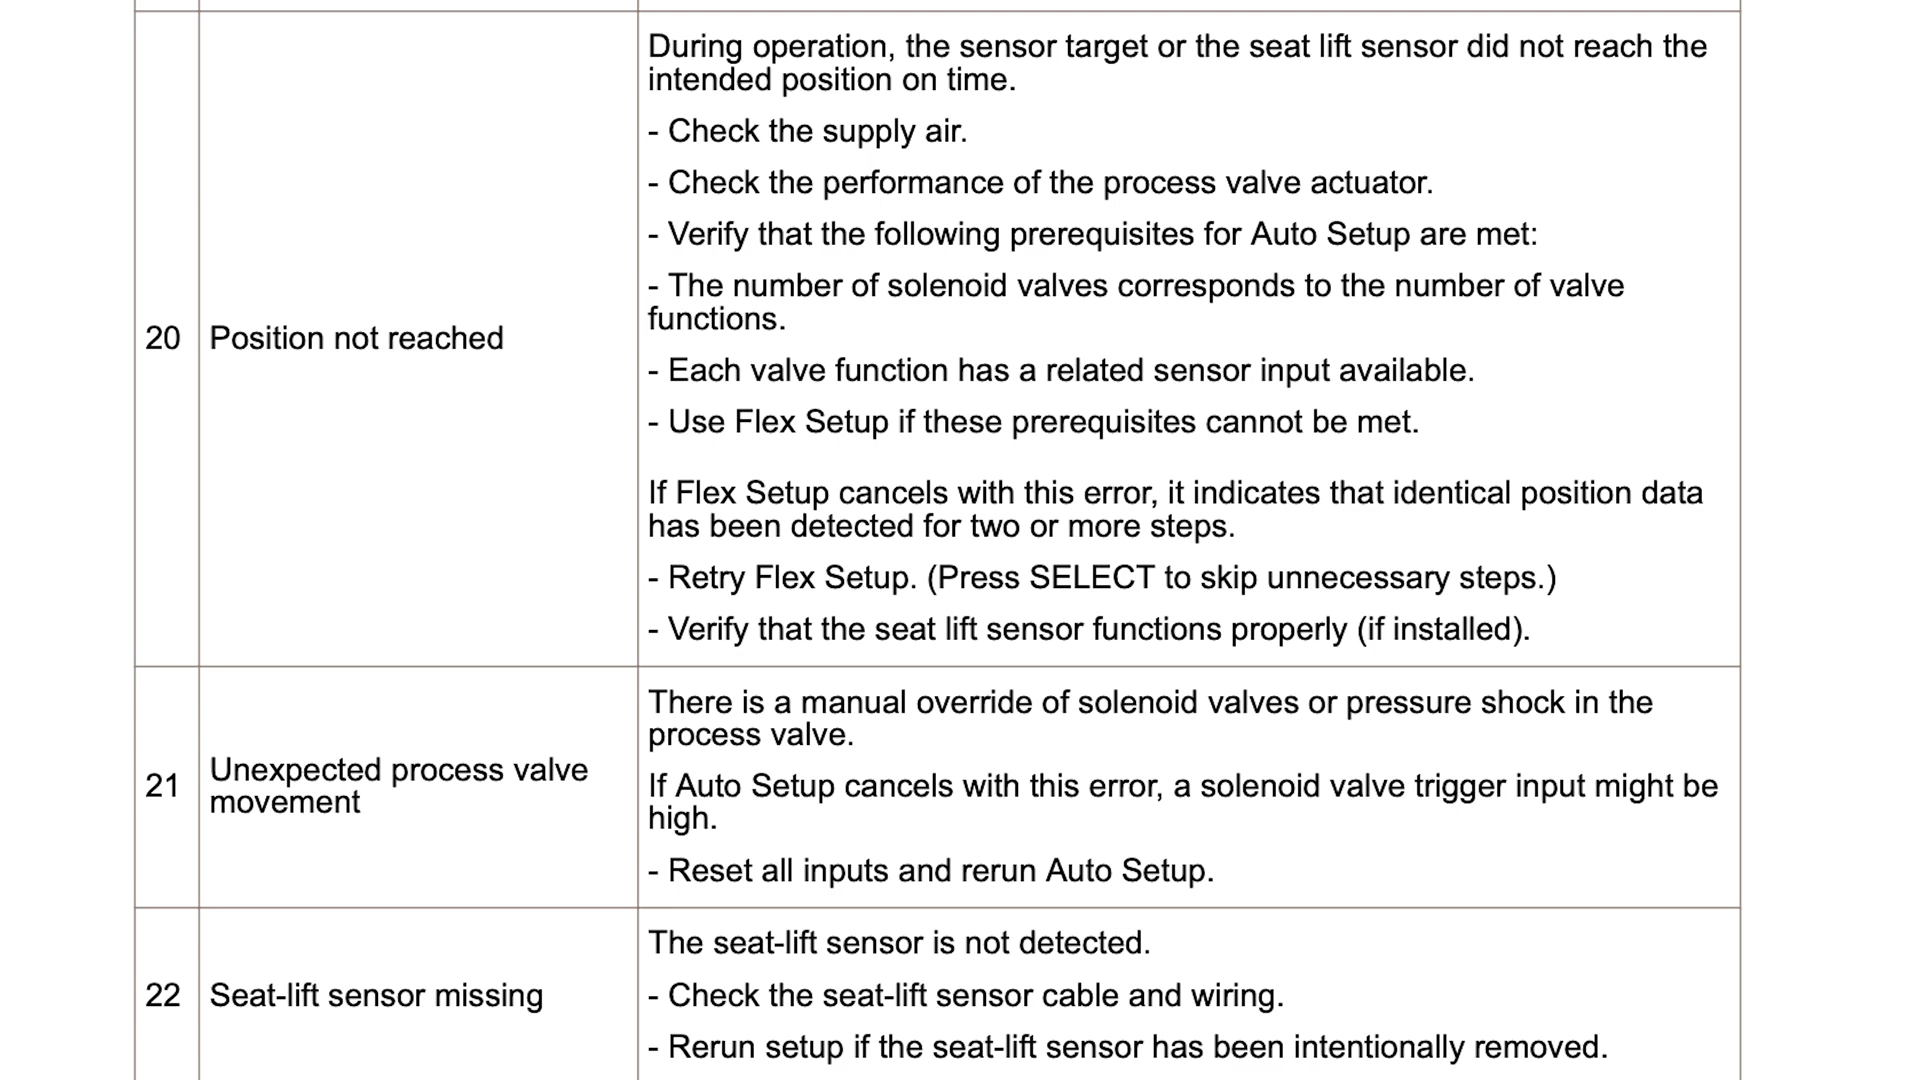 During operation, the sensor target or the seat lift sensor did not reach the
intended position on time.
- Check the supply air.
- Check the performance of the process valve actuator.
- Verify that the following prerequisites for Auto Setup are met:
- The number of solenoid valves corresponds to the number of valve
functions.
20 Position not reached
- Each valve function has a related sensor input available.
- Use Flex Setup if these prerequisites cannot be met.
If Flex Setup cancels with this error, it indicates that identical position data
has been detected for two or more steps.
- Retry Flex Setup. (Press SELECT to skip unnecessary steps.)
- Verify that the seat lift sensor functions properly (if installed).
There is a manual override of solenoid valves or pressure shock in the
process valve.
21 Unexpected process valve
movement
If Auto Setup cancels with this error, a solenoid valve trigger input might be
high.
- Reset all inputs and rerun Auto Setup.
The seat-lift sensor is not detected.
22 Seat-lift sensor missing
- Check the seat-lift sensor cable and wiring.
- Rerun setup if the seat-lift sensor has been intentionally removed.